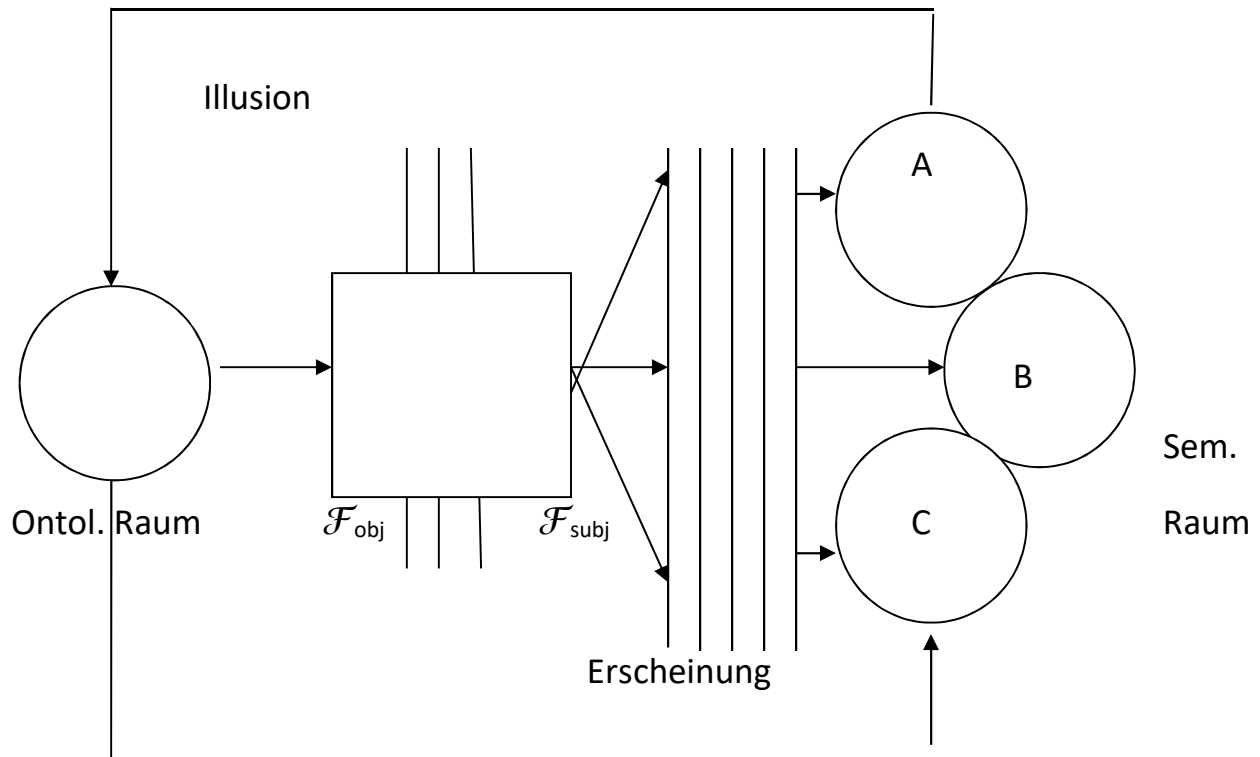 Illusion
A
B
Sem.
Raum
Ontol. Raum
ℱobj
ℱsubj
C
Erscheinung